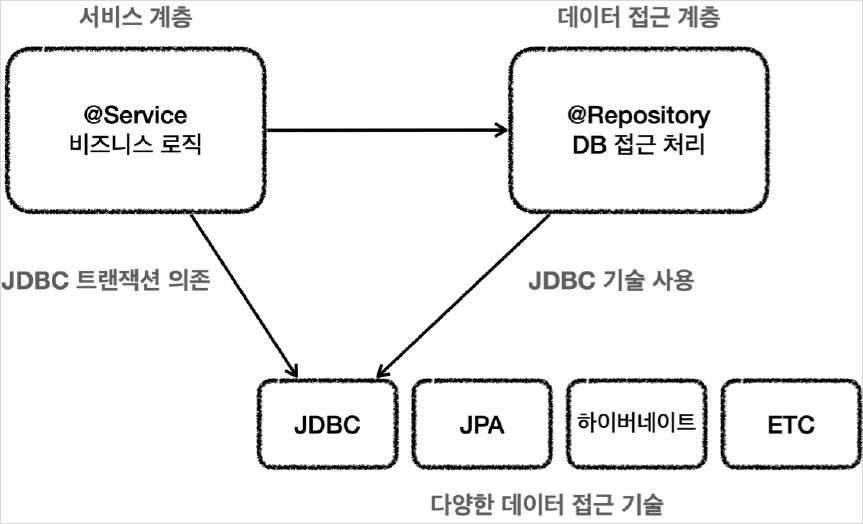 서비스 계층
데이터 접근 계층
@Service
비즈니스 로직
@Repository
DB 접근 처리
JDBC 트랜잭션 의존
JDBC 기술 사용
JDBC
JPA
하이버네이트
ETC
다양한 데이터 접근 기술